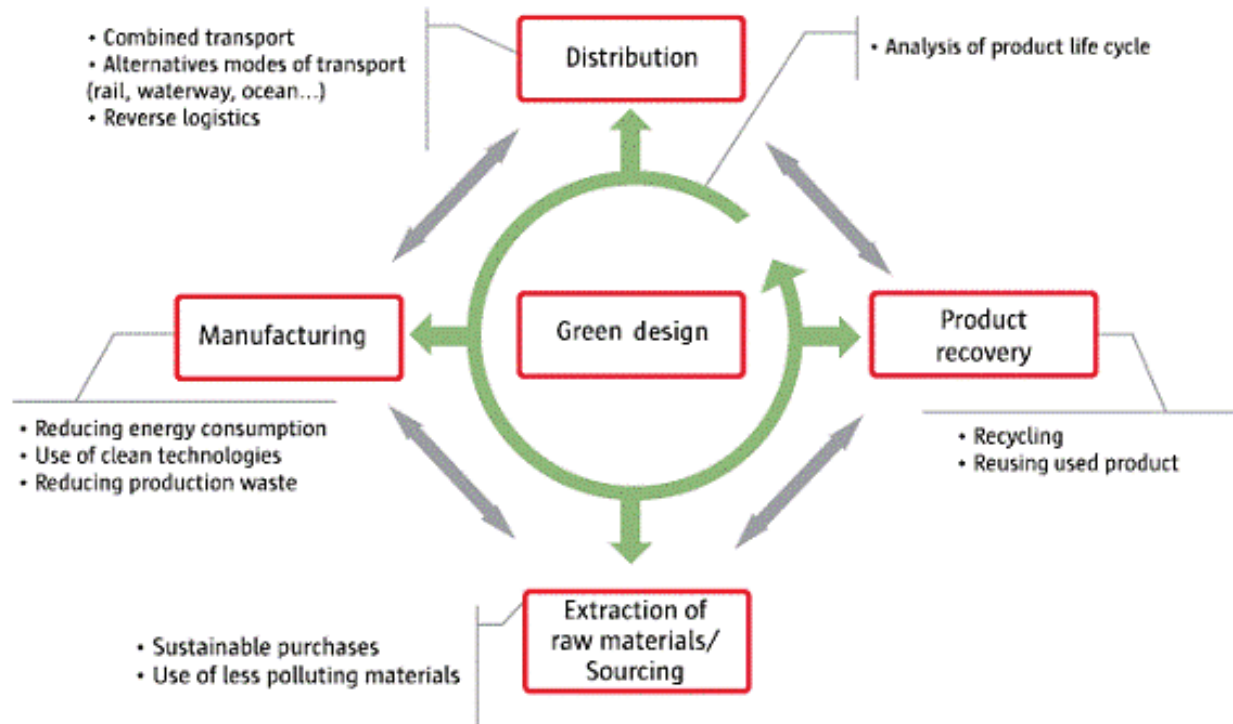 • Combined transport
• Alternatives modes of transport
(rail, waterway, ocean...)
• Reverse logistics
Distribution
• Analysis of product life cycle
Manufacturing
Green design
Product
recovery
• Reducing energy consumption
• Use of clean technologies
• Reducing production waste
• Recycling
• Reusing used product
• Sustainable purchases
• Use of less polluting materials
Extraction of
raw materials/
Sourcing